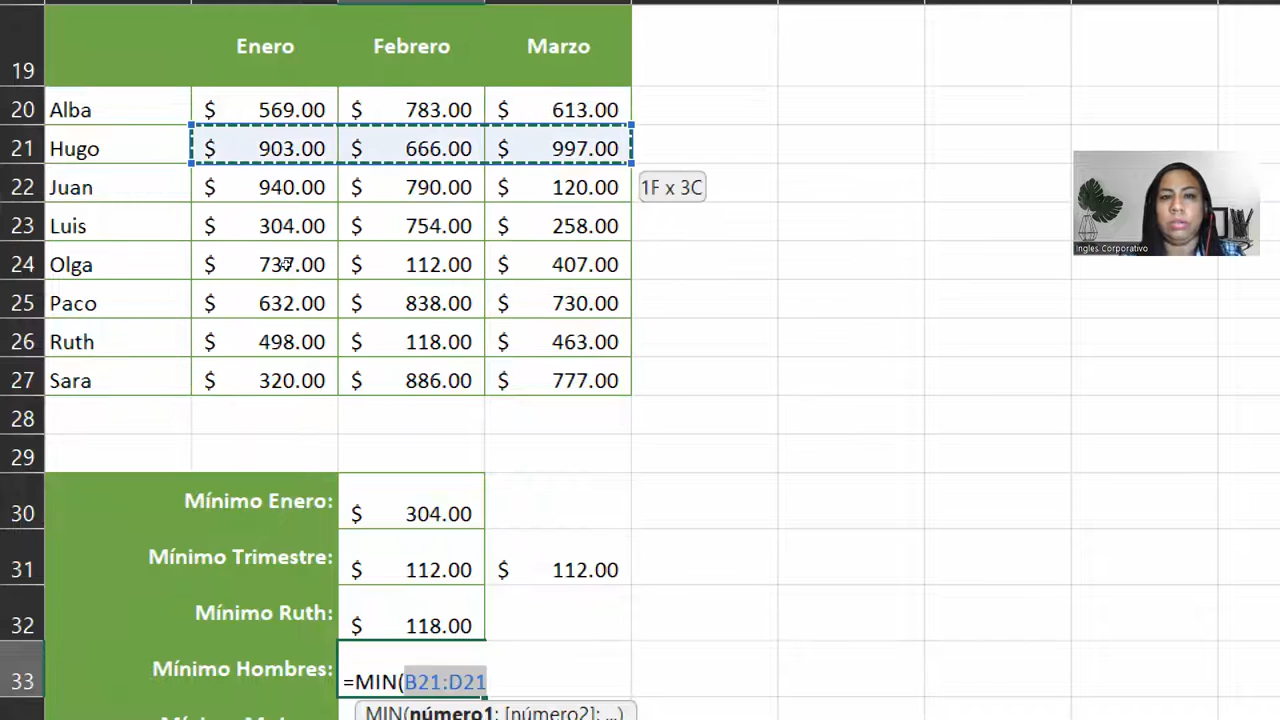 Enero Febrero Marzo
19
20 Alba $ 569.00 $ 783.00 $ 613.00
21 Hugo $ 903.00 $ 666.00 $ 997.00
22 Juan $ 940.00 $ 790.00 $ 120.00 1F x 3C
23 Luis $ 304.00 $ 754.00 $ 258.00
Ingles Corporativo
24 Olga $ 737.00 $ 112.00 $ 407.00
25 Paco $ 632.00 $ 838.00 $ 730.00
26 Ruth $ 498.00 $ 118.00 $ 463.00
27 Sara $ 320.00 $ 886.00 $ 777.00
28
29
30 Mínimo Enero: $ 304.00
31 Mínimo Trimestre: $ 112.00 $ 112.00
32 Mínimo Ruth: $ 118.00
33 Mínimo Hombres: =MIN(B21:D21
MIN(número1; [número2]; ...)